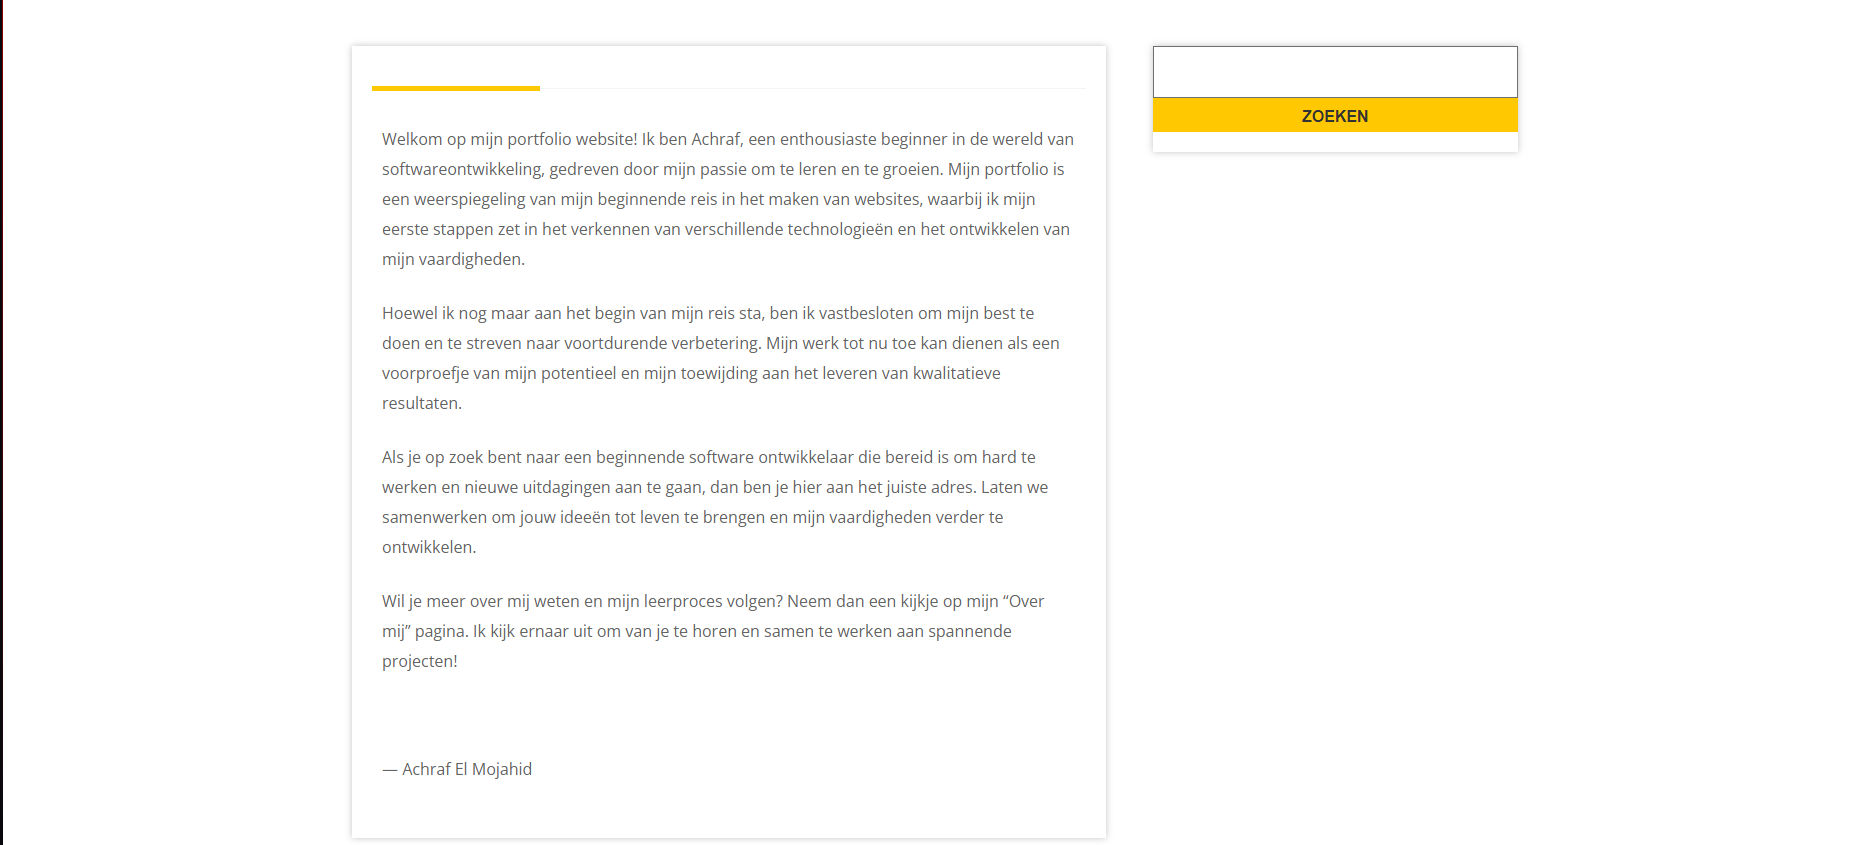 Welkom op mijn portfolio website! Ik ben Achraf, een enthousiaste beginner in de wereld van
softwareontwikkeling, gedreven door mijn passie om te leren en te groeien. Mijn portfolio is
een weerspiegeling van mijn beginnende reis in het maken van websites, waarbij ik mijn
eerste stappen zet in het verkennen van verschillende technologieën en het ontwikkelen van
mijn vaardigheden.
Hoewel ik nog maar aan het begin van mijn reis sta, ben ik vastbesloten om mijn best te
doen en te streven naar voortdurende verbetering. Mijn werk tot nu toe kan dienen als een
voorproefje van mijn potentieel en mijn toewijding aan het leveren van kwalitatieve
resultaten.
Als je op zoek bent naar een beginnende software ontwikkelaar die bereid is om hard te
werken en nieuwe uitdagingen aan te gaan, dan ben je hier aan het juiste adres. Laten we
samenwerken om jouw ideeën tot leven te brengen en mijn vaardigheden verder te
ontwikkelen.
Wil je meer over mij weten en mijn leerproces volgen? Neem dan een kijkje op mijn “Over
mij” pagina. Ik kijk ernaar uit om van je te horen en samen te werken aan spannende
projecten!
— Achraf El Mojahid
ZOEKEN